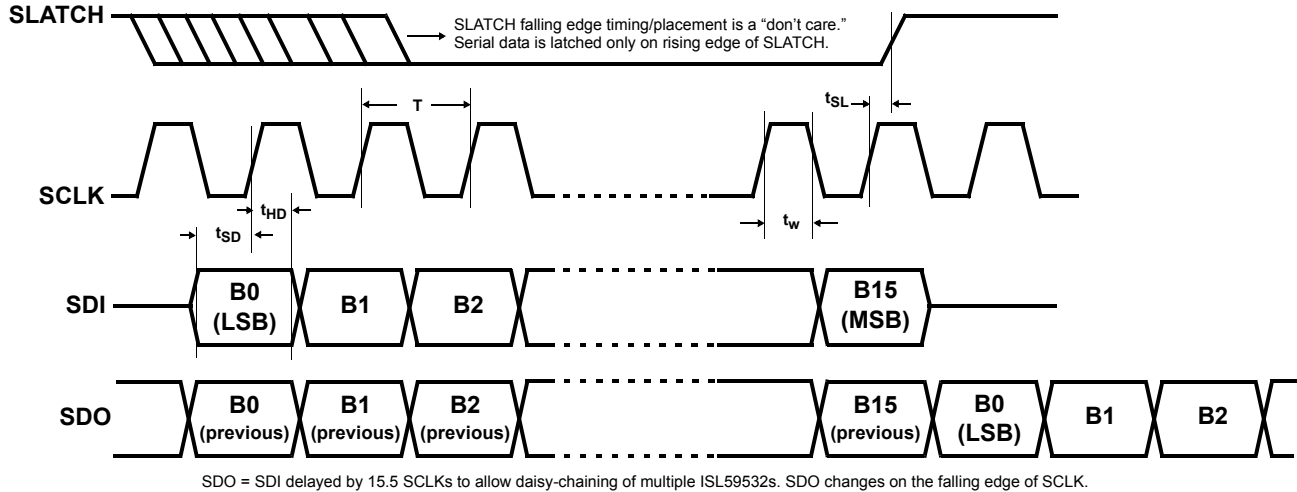 SLATCH
SLATCH falling edge timing/placement is a “don’t care.”
Serial data is latched only on rising edge of SLATCH.
T
tSL
SCLK
tHD
tSD
tw
SDI
B0
(LSB)
B1
B2
B15
(MSB)
SDO
B0
(previous)
B1
(previous)
B2
(previous)
B15
(previous)
B0
(LSB)
B1
B2
SDO = SDI delayed by 15.5 SCLKs to allow daisy-chaining of multiple ISL59532s. SDO changes on the falling edge of SCLK.